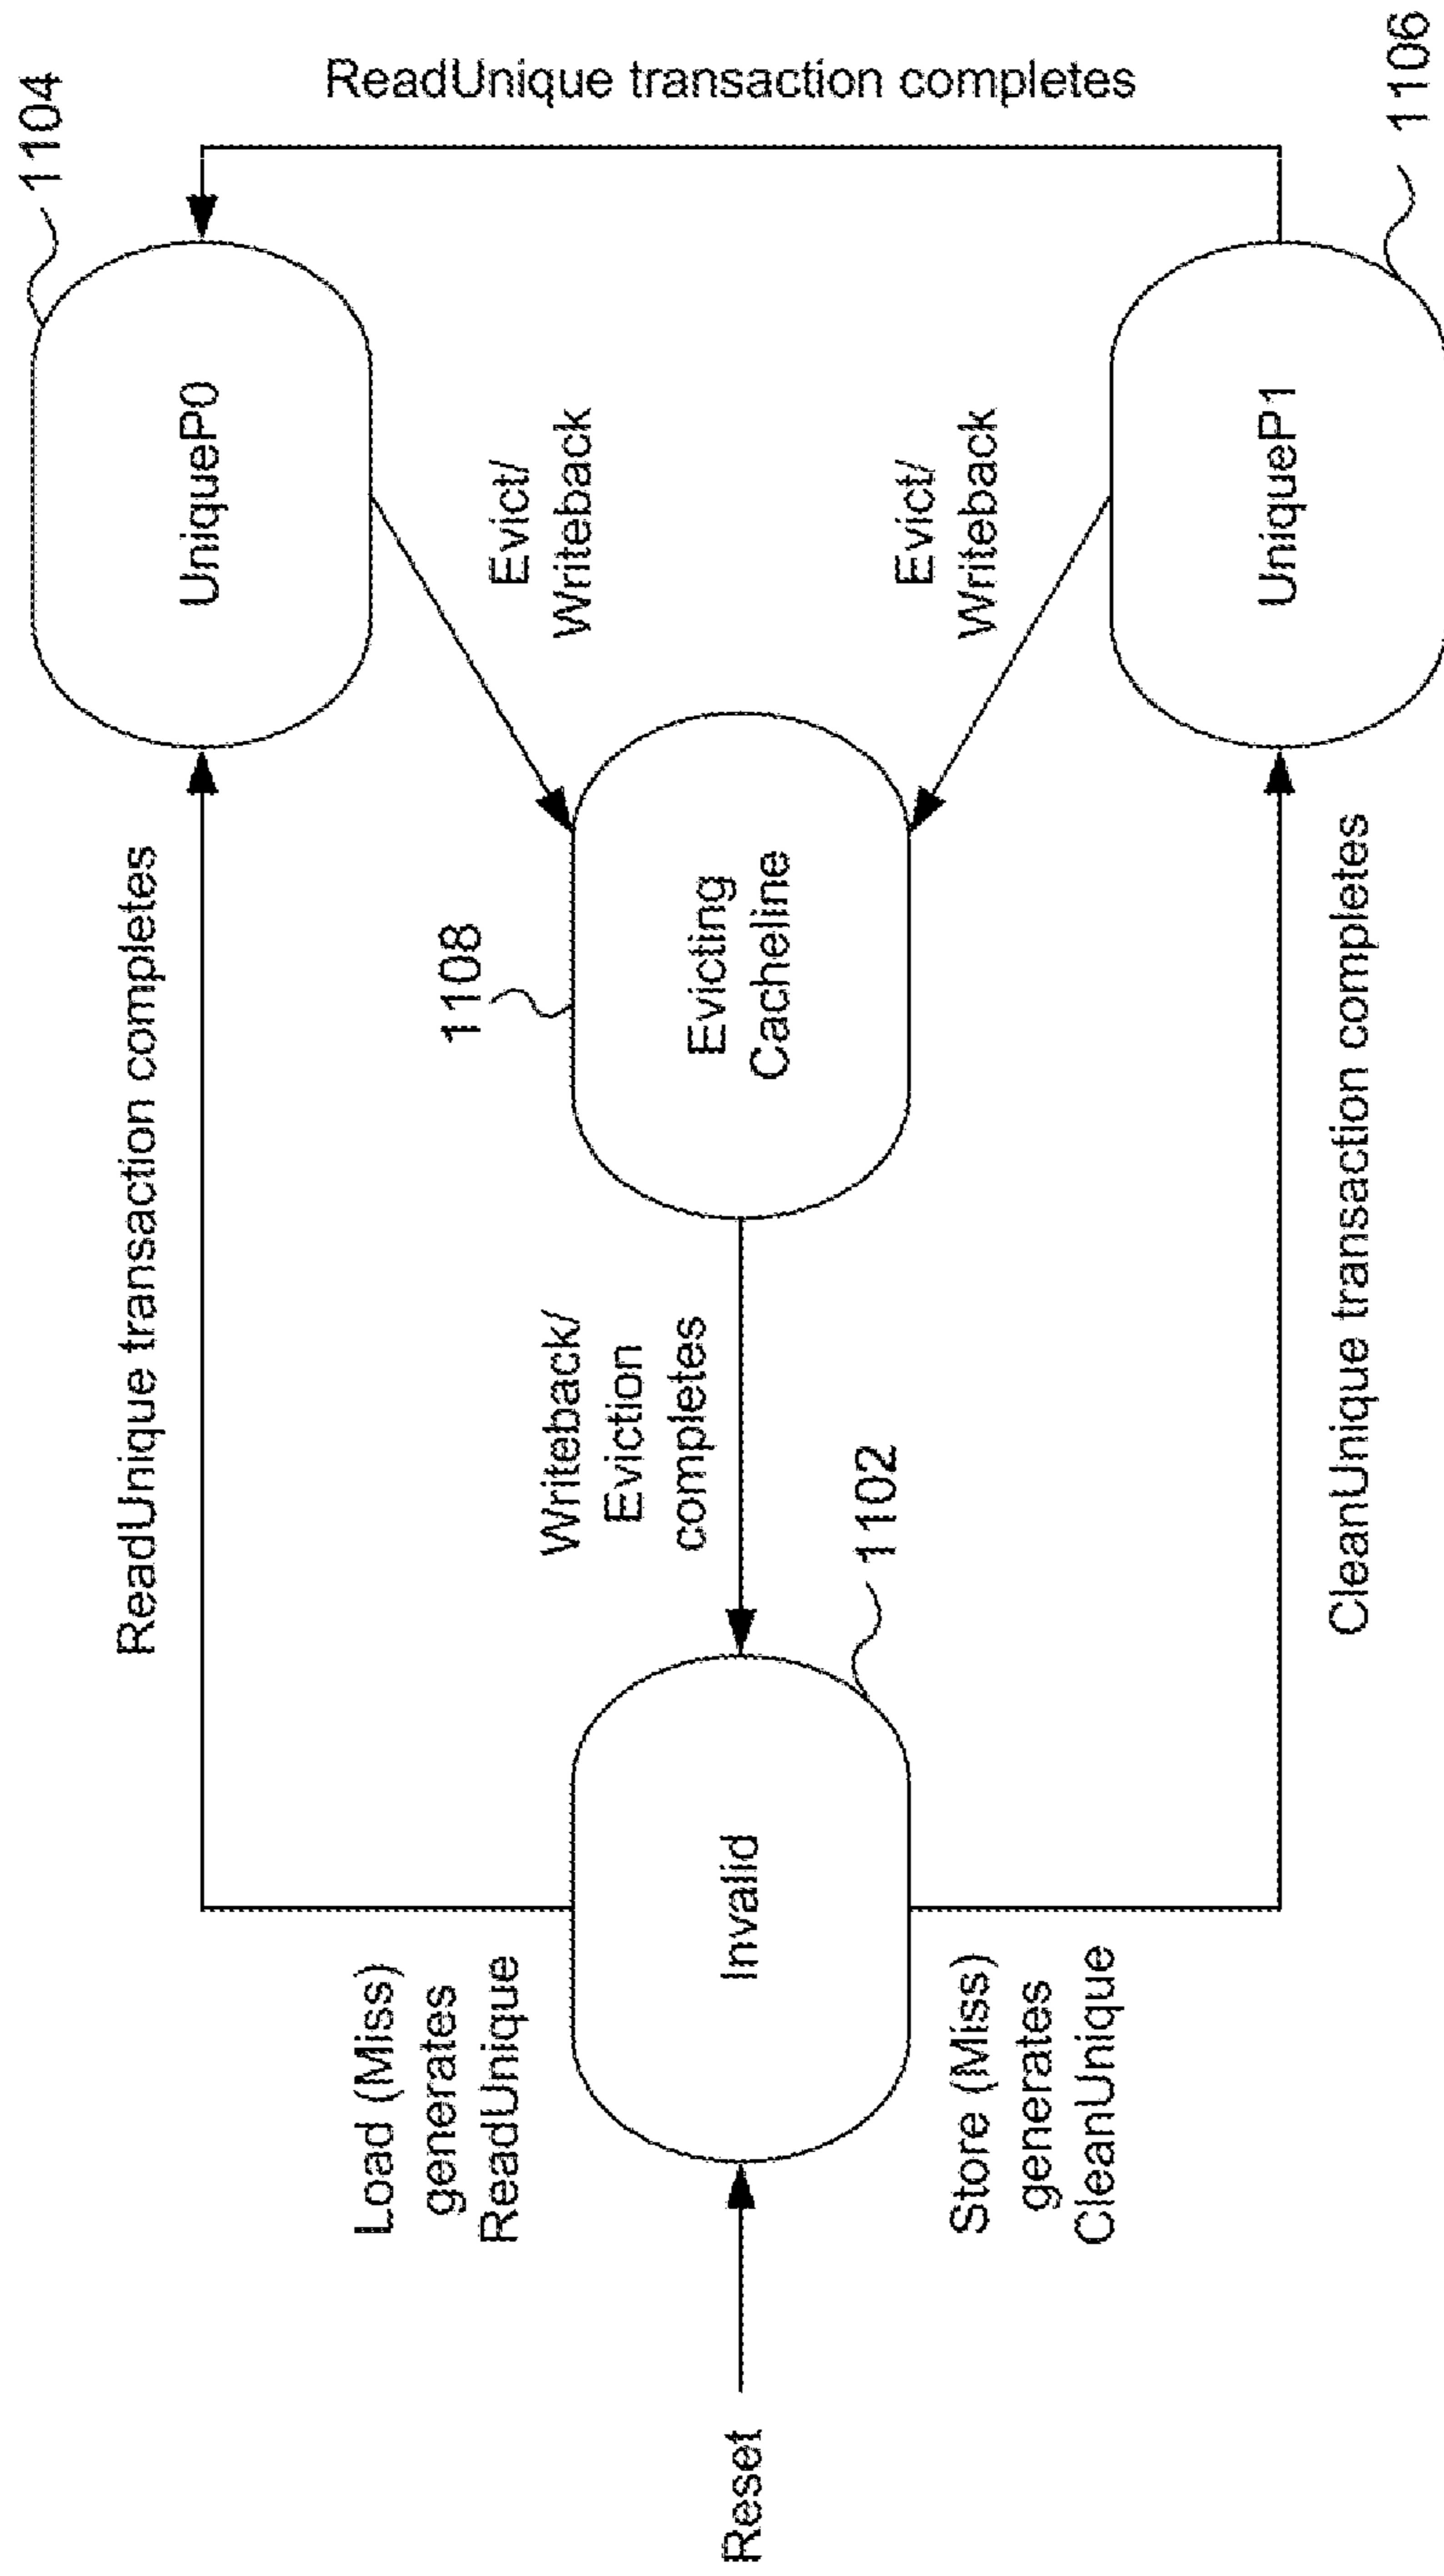 ReadUnique transaction completes
1104
1106
UniqueP0
UniqueP1
Evict/
Writeback
Evict/
Writeback
ReadUnique transaction completes
1108
Evicting
Cacheline
CleanUnique transaction completes
Writeback/
Eviction
completes
1102
Invalid
Load (Miss)
generates
ReadUnique
Store (Miss)
generates
CleanUnique
Reset